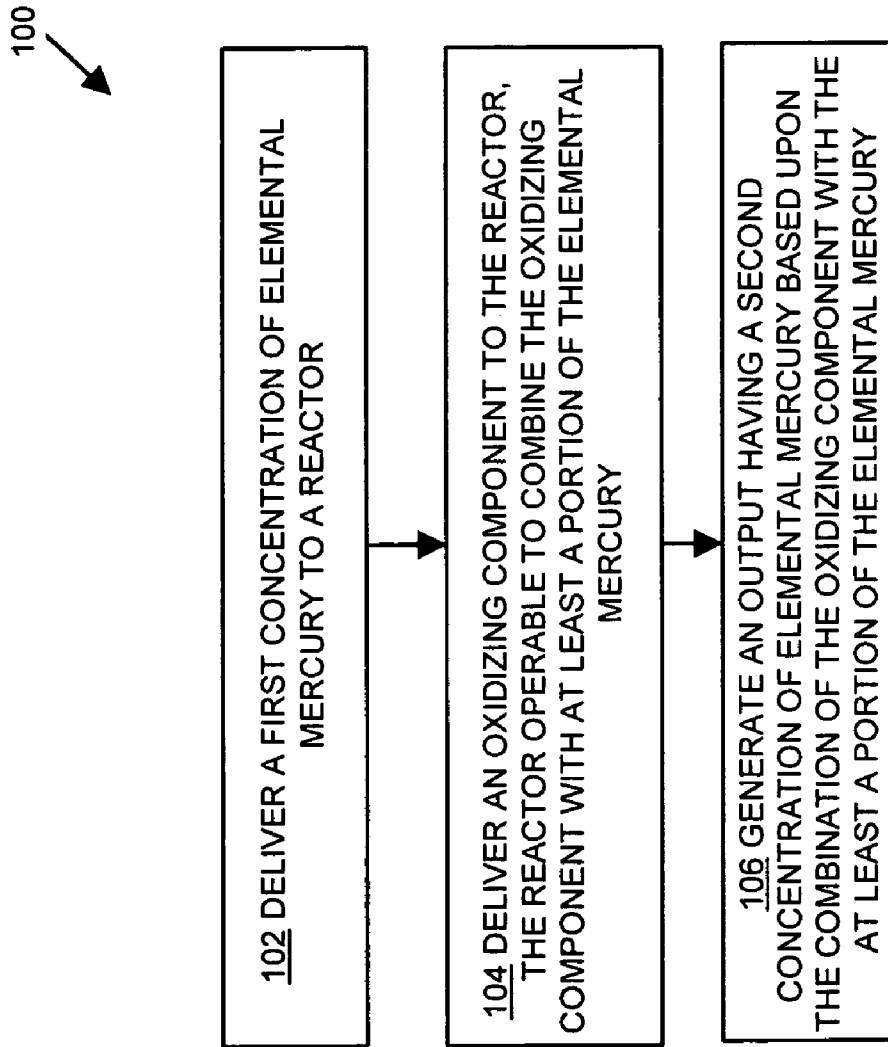 100
102 DELIVER A FIRST CONCENTRATION OF ELEMENTAL
MERCURY TO A REACTOR
104 DELIVER AN OXIDIZING COMPONENT TO THE REACTOR,
THE REACTOR OPERABLE TO COMBINE THE OXIDIZING
COMPONENT WITH AT LEAST A PORTION OF THE ELEMENTAL
MERCURY
106 GENERATE AN OUTPUT HAVING A SECOND
CONCENTRATION OF ELEMENTAL MERCURY BASED UPON
THE COMBINATION OF THE OXIDIZING COMPONENT WITH THE
AT LEAST A PORTION OF THE ELEMENTAL MERCURY